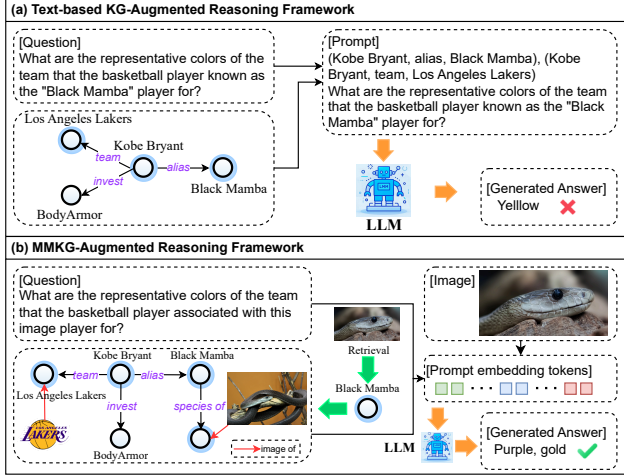 (a) Text-based KG-Augmented Reasoning Framework
[Question]
What are the representative colors of the
team that the basketball player known as
the "Black Mamba" player for?
Los Angeles Lakers
Kobe Bryant
team
alias
invest
Black Mamba
BodyArmor
[Prompt]
(Kobe Bryant, alias, Black Mamba), (Kobe
Bryant, team, Los Angeles Lakers)
What are the representative colors of the team
that the basketball player known as the "Black
Mamba" player for?
LLM
[Generated Answer]
Yelllow
(b) MMKG-Augmented Reasoning Framework
[Question]
What are the representative colors of the team
that the basketball player associated with this
image player for?
Kobe Bryant
Black Mamba
team
alias
Los Angeles Lakers
invest
species of
LOS ANGELES
LAKERS
BodyArmor
image of
Retrieval
Black Mamba
[Image]
[Prompt embedding tokens]
LLM
[Generated Answer]
Purple, gold